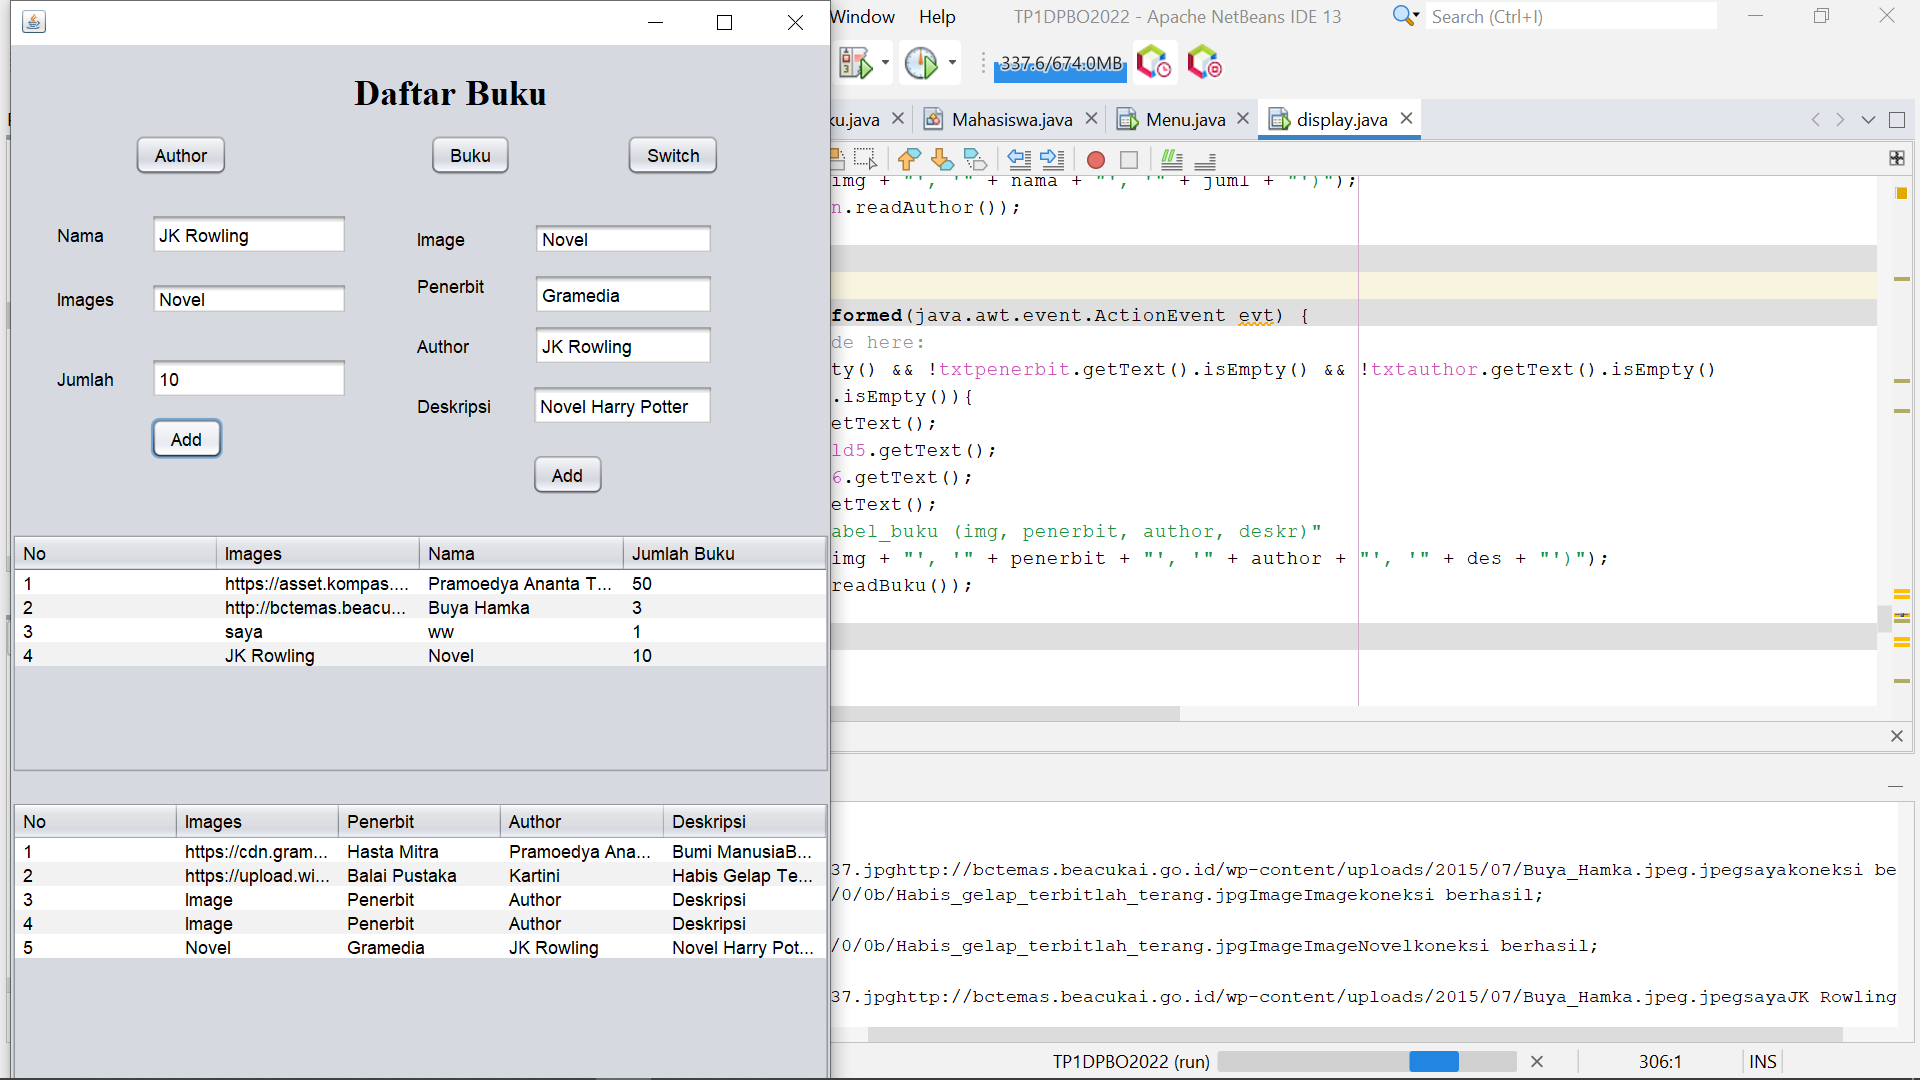 Window Help TP1DPBO2022 - Apache NetBeans IDE 13 Search (Ctrl+I)
337.6/674.0MB
ku.java Mahasiswa.java Menu.java display.java
Daftar Buku
Author Buku Switch
Nama JK Rowling
Images Novel
Jumlah 10
Add
Image Novel
Penerbit Gramedia
Author JK Rowling
Deskripsi Novel Harry Potter
Add
No Images Nama Jumlah Buku
1 https://asset.kompas.... Pramoedya Ananta T... 50
2 http://bctemas.beacu... Buya Hamka 3
3 saya ww 1
4 JK Rowling Novel 10
No Images Penerbit Author Deskripsi
1 https://cdn.gram... Hasta Mitra Pramoedya Ana... Bumi ManusiaB...
2 https://upload.wi... Balai Pustaka Kartini Habis Gelap Te...
3 Image Penerbit Author Deskripsi
4 Image Penerbit Author Deskripsi
5 Novel Gramedia JK Rowling Novel Harry Pot...
img + "', '" + nama + "', '" + juml + "')");
n.readAuthor());
formed(java.awt.event.ActionEvent evt) {
de here:
ty() && !txtpenerbit.getText().isEmpty() && !txtauthor.getText().isEmpty()
.isEmpty()){
etText();
ld5.getText();
6.getText();
etText();
abel_buku (img, penerbit, author, deskr)"
img + "', '" + penerbit + "', '" + author + "', '" + des + "')");
readBuku());
37.jpghttp://bctemas.beacukai.go.id/wp-content/uploads/2015/07/Buya_Hamka.jpeg.jpegsayakoneksi be
/0/0b/Habis_gelap_terbitlah_terang.jpgImageImagekoneksi berhasil;
/0/0b/Habis_gelap_terbitlah_terang.jpgImageImageNovelkoneksi berhasil;
37.jpghttp://bctemas.beacukai.go.id/wp-content/uploads/2015/07/Buya_Hamka.jpeg.jpegsayaJK Rowling
TP1DPBO2022 (run) 306:1 INS